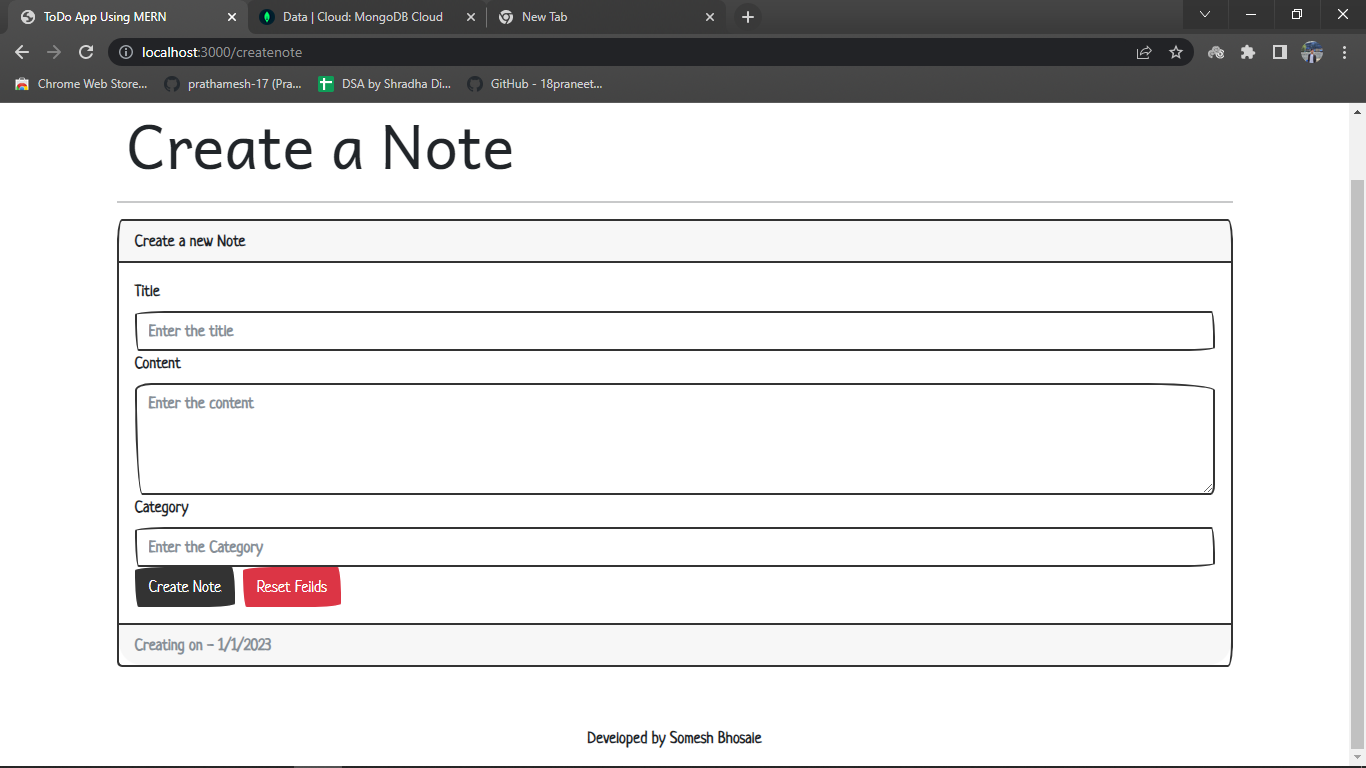 ToDo App Using MERN
Data | Cloud: MongoDB Cloud
New Tab
localhost:3000/createnote
Chrome Web Store...
prathamesh-17 (Pra...
DSA by Shradha Di...
GitHub - 18praneet...
Create a Note
Create a new Note
Title
Enter the title
Content
Enter the content
Category
Enter the Category
Create Note
Reset Feilds
Creating on - 1/1/2023
Developed by Somesh Bhosale